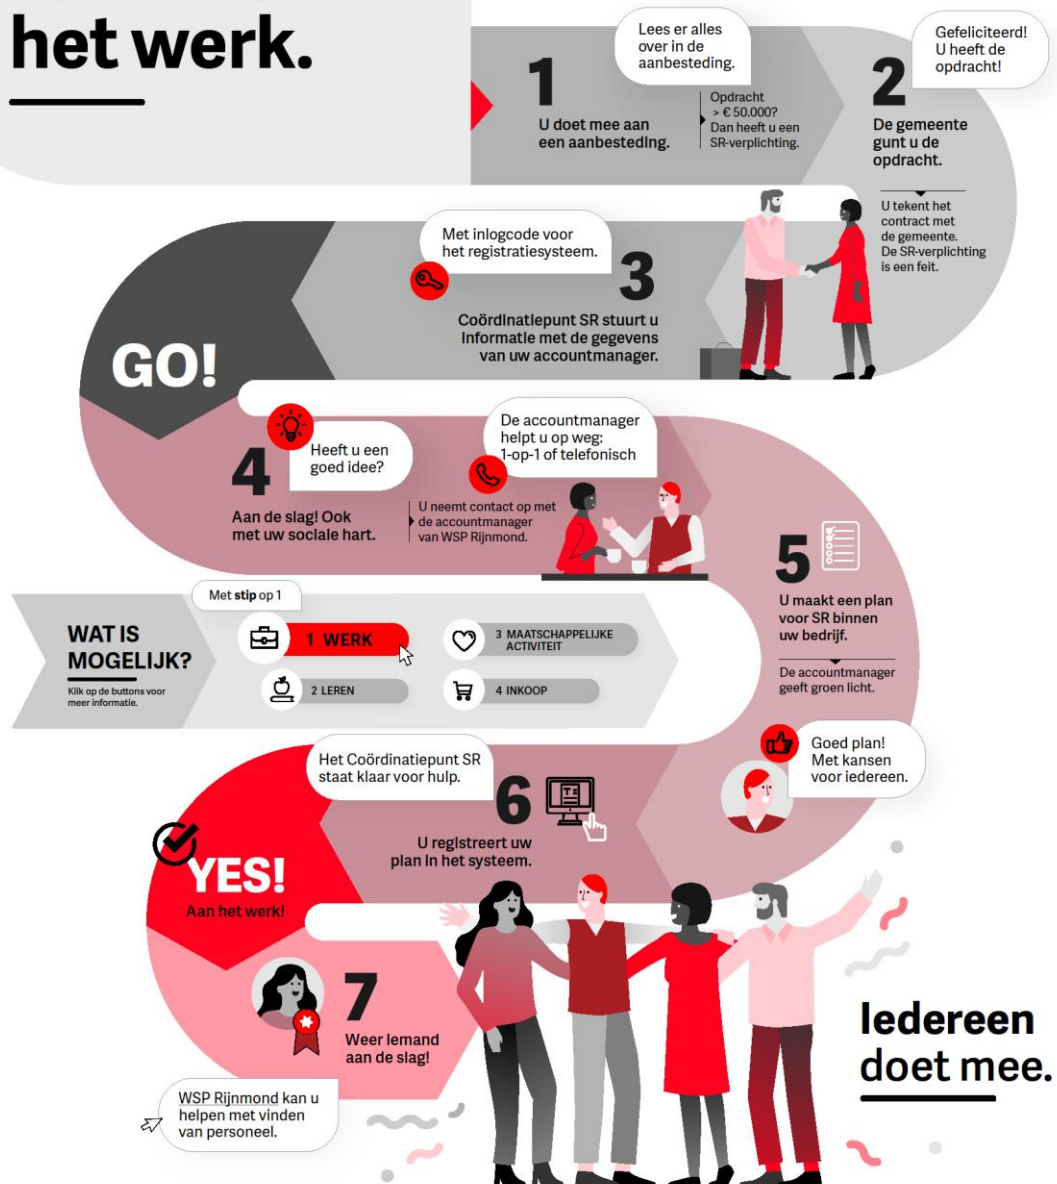 het werk.
Lees er alles
over in de
aanbesteding.
1
U doet mee aan
een aanbesteding.
Opdracht
> € 50.000?
Dan heeft u een
SR-verplichting.
Gefeliciteerd!
U heeft de
opdracht!
2
De gemeente
gunt u de
opdracht.
U tekent het
contract met
de gemeente.
De SR-verplichting
is een feit.
Met inlogcode voor
het registratiesysteem.
3
Coördinatiepunt SR stuurt u
informatie met de gegevens
van uw accountmanager.
GO!
4
Heeft u een
goed idee?
Aan de slag! Ook
met uw sociale hart.
De accountmanager
helpt u op weg:
1-op-1 of telefonisch
U neemt contact op met
de accountmanager
van WSP Rijnmond.
5
U maakt een plan
voor SR binnen
uw bedrijf.
De accountmanager
geeft groen licht.
Goed plan!
Met kansen
voor iedereen.
WAT IS
MOGELIJK?
Klik op de buttons voor
meer informatie.
Met stip op 1
1 WERK
2 LEREN
3 MAATSCHAPPELIJKE
ACTIVITEIT
4 INKOOP
Het Coördinatiepunt SR
staat klaar voor hulp.
6
U registreert uw
plan in het systeem.
YES!
Aan het werk!
7
Weer iemand
aan de slag!
WSP Rijnmond kan u
helpen met vinden
van personeel.
Iedereen
doet mee.